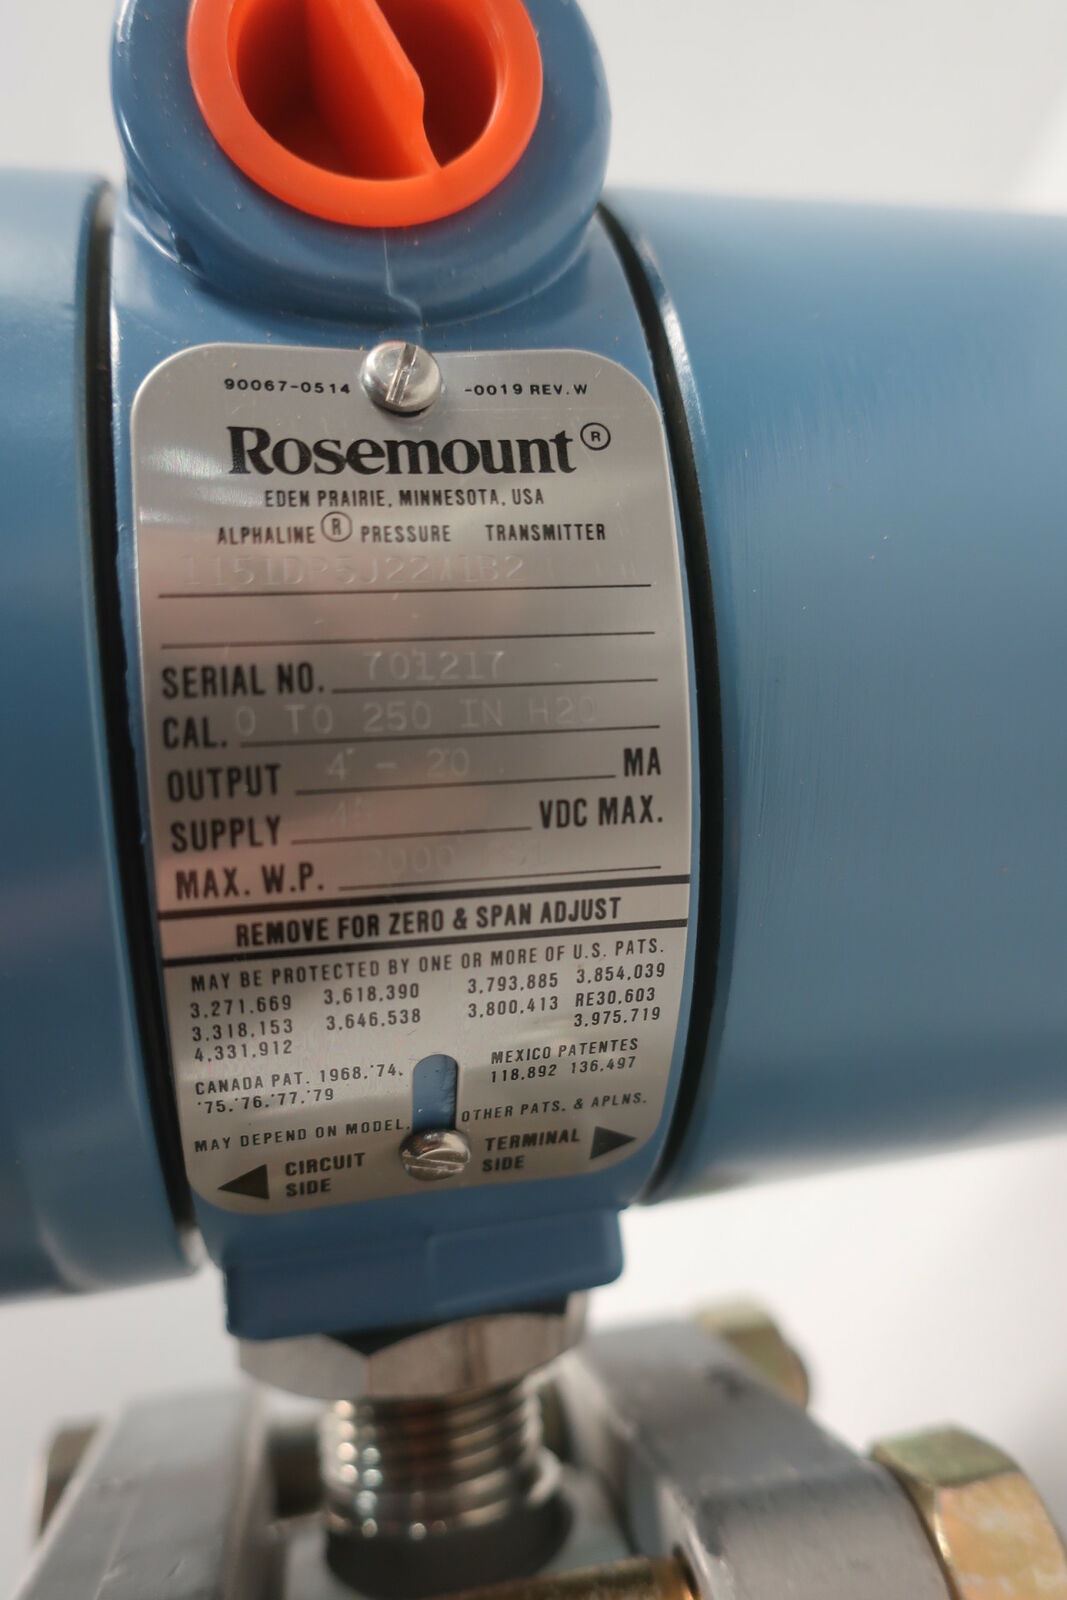 90067-0514 -0019 REV. W
Rosemount®
EDEN PRAIRIE, MINNESOTA, USA
ALPHALINE® PRESSURE TRANSMITTER
1151DP5J22A1B2
SERIAL NO. 701217
CAL. 0 TO 250 IN H2O
OUTPUT 4 - 20 MA
SUPPLY 45 VDC MAX.
MAX. W.P. 2000 PSI
REMOVE FOR ZERO & SPAN ADJUST
MAY BE PROTECTED BY ONE OR MORE OF U.S. PATS.
3,271,669 3,618,390 3,793,885 3,854,039
3,318,153 3,646,538 3,800,413 RE30,603
4,331,912 3,975,719
CANADA PAT. 1968,'74, MEXICO PATENTES
'75,'76,'77,'79 118,892 136,497
MAY DEPEND ON MODEL, OTHER PATS. & APLNS.
CIRCUIT SIDE TERMINAL SIDE